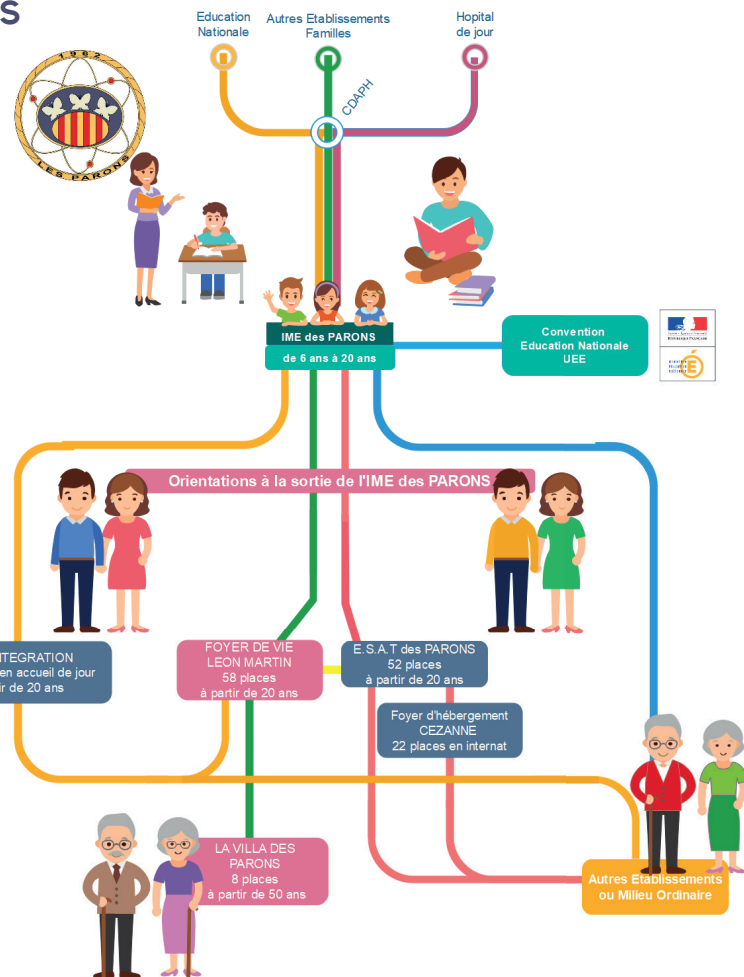 S
Education
Nationale
Autres Etablissements
Familles
Hopital
de jour
CDAPH
1962
LES PARONS
IME des PARONS
de 6 ans à 20 ans
Convention
Education Nationale
UEE
RÉPUBLIQUE FRANÇAISE
Orientations à la sortie de l'IME des PARONS
NTEGRATION
en accueil de jour
ir de 20 ans
FOYER DE VIE
LEON MARTIN
58 places
à partir de 20 ans
E.S.A.T des PARONS
52 places
à partir de 20 ans
Foyer d'hébergement
CEZANNE
22 places en internat
LA VILLA DES
PARONS
8 places
à partir de 50 ans
Autres Etablissements
ou Milieu Ordinaire